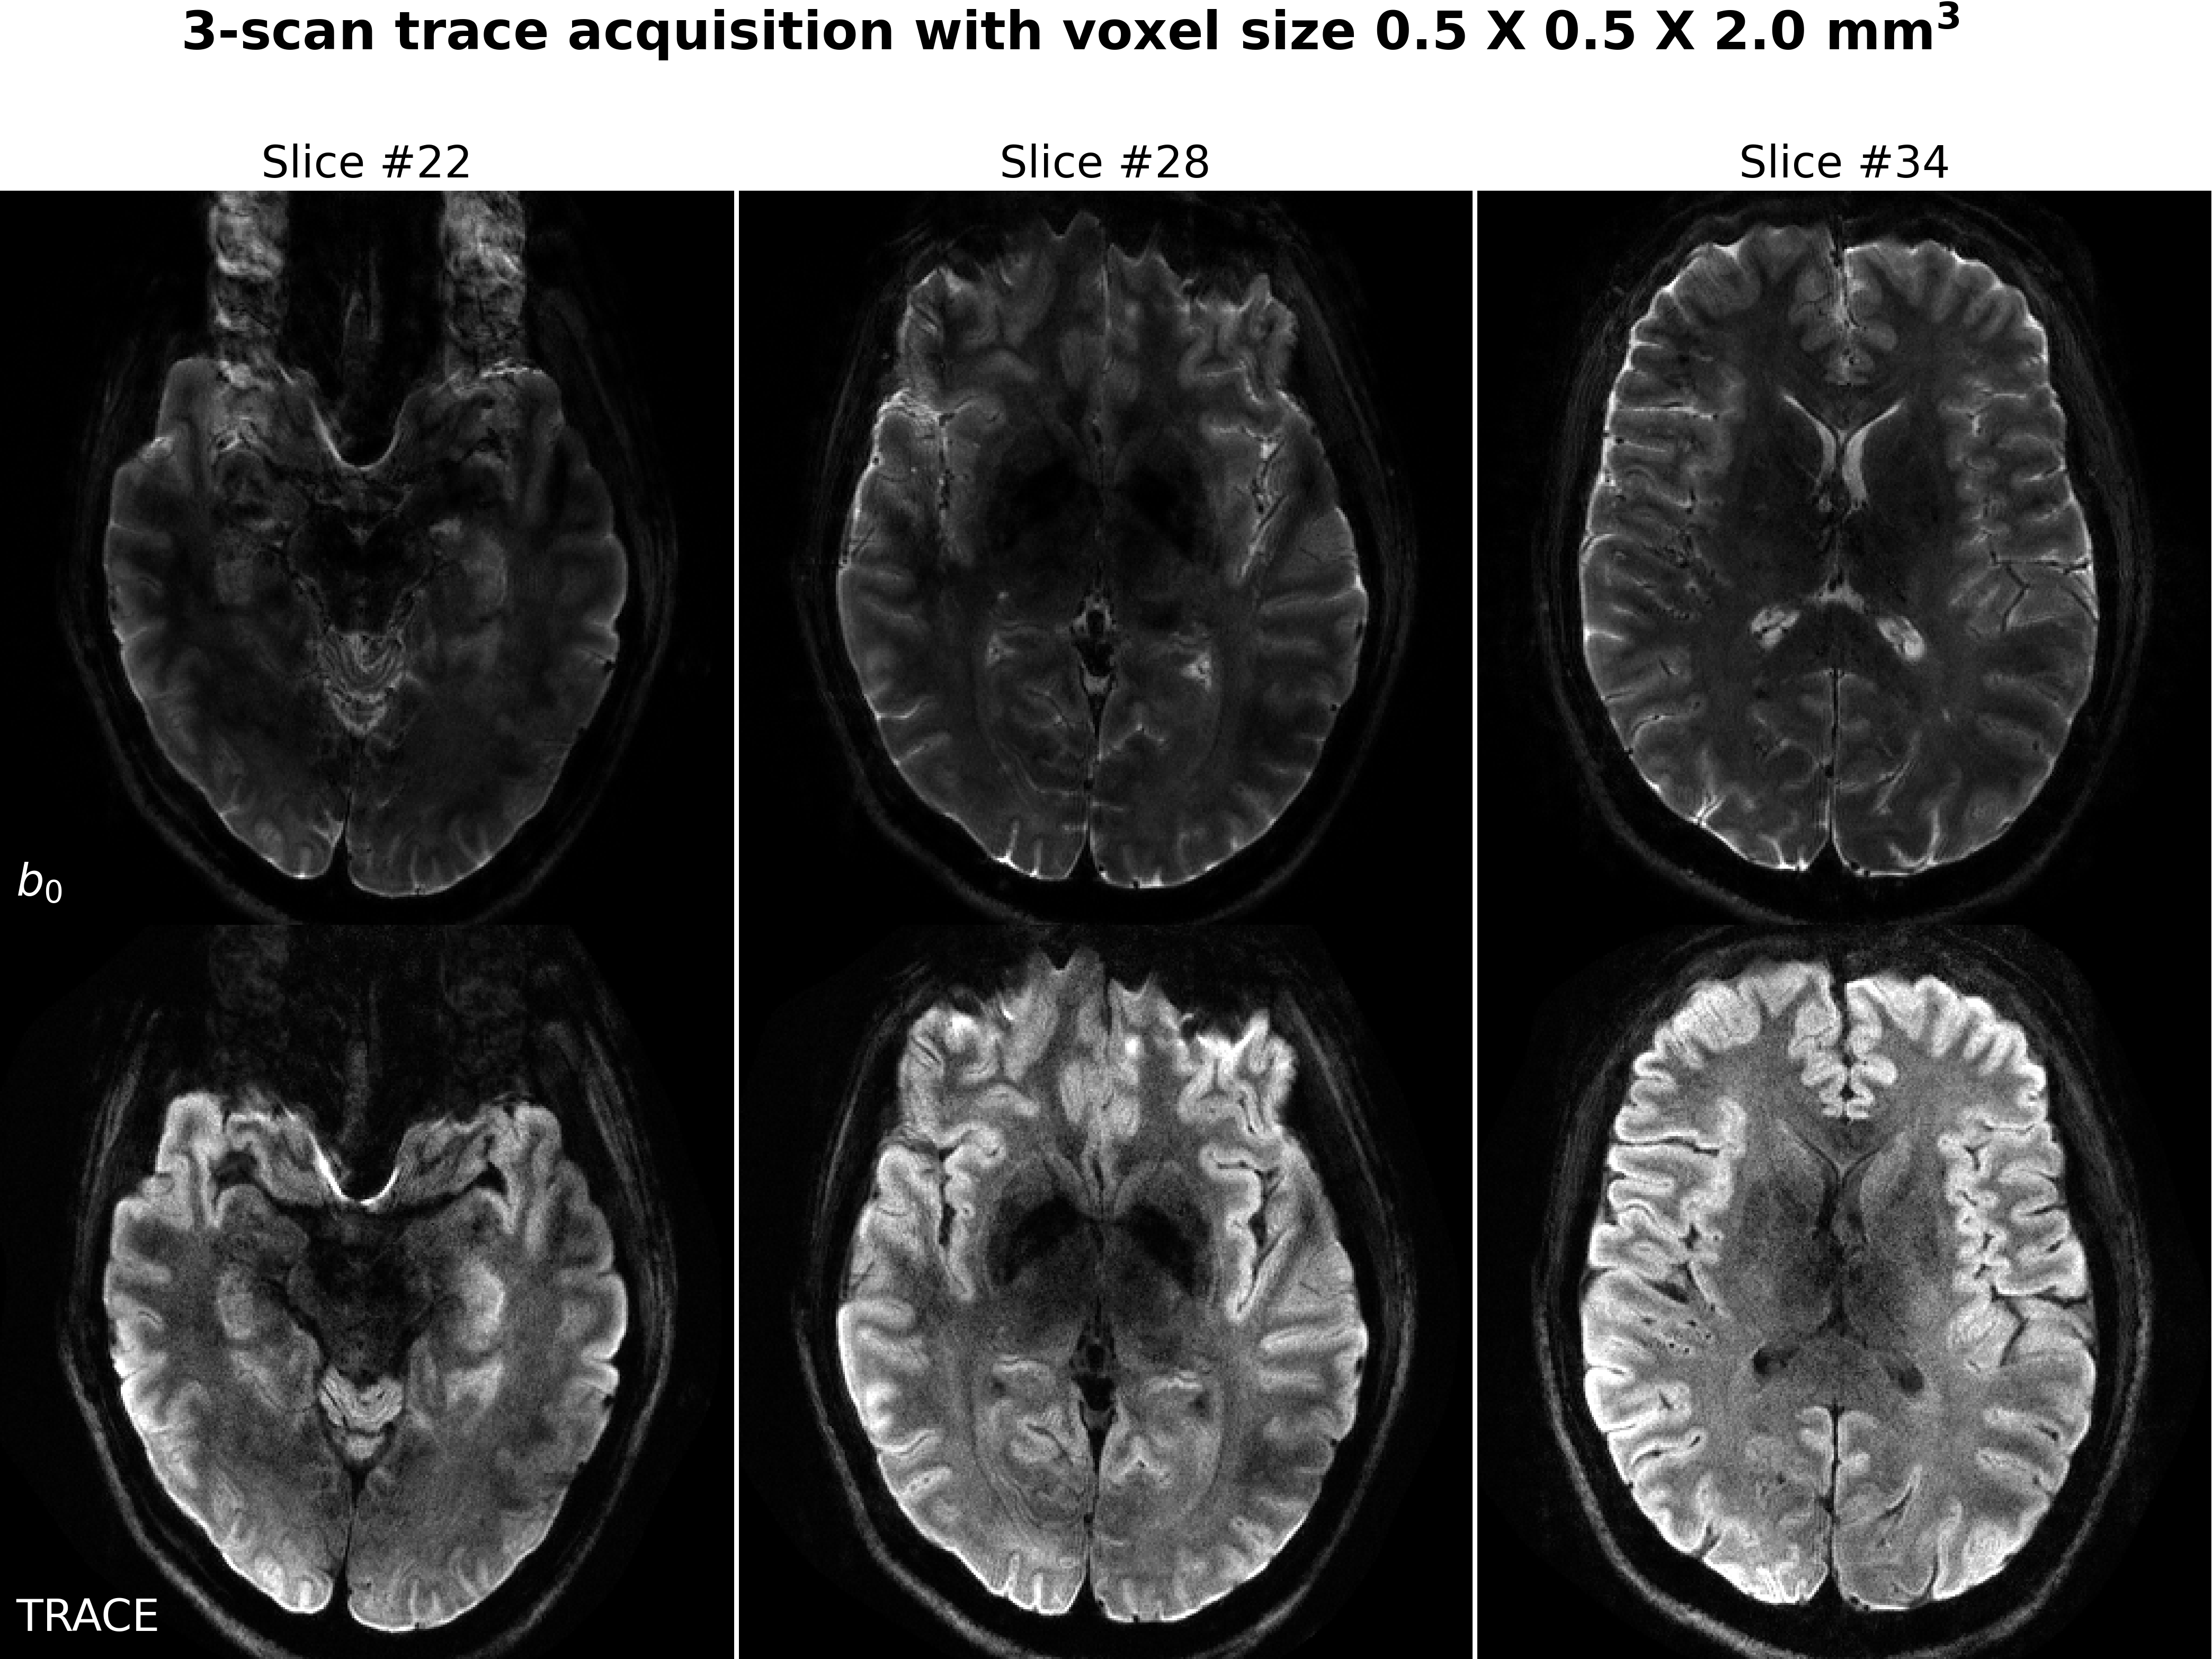 3-scan trace acquisition with voxel size 0.5 X 0.5 X 2.0 mm³
Slice #22
Slice #28
Slice #34
b₀
TRACE